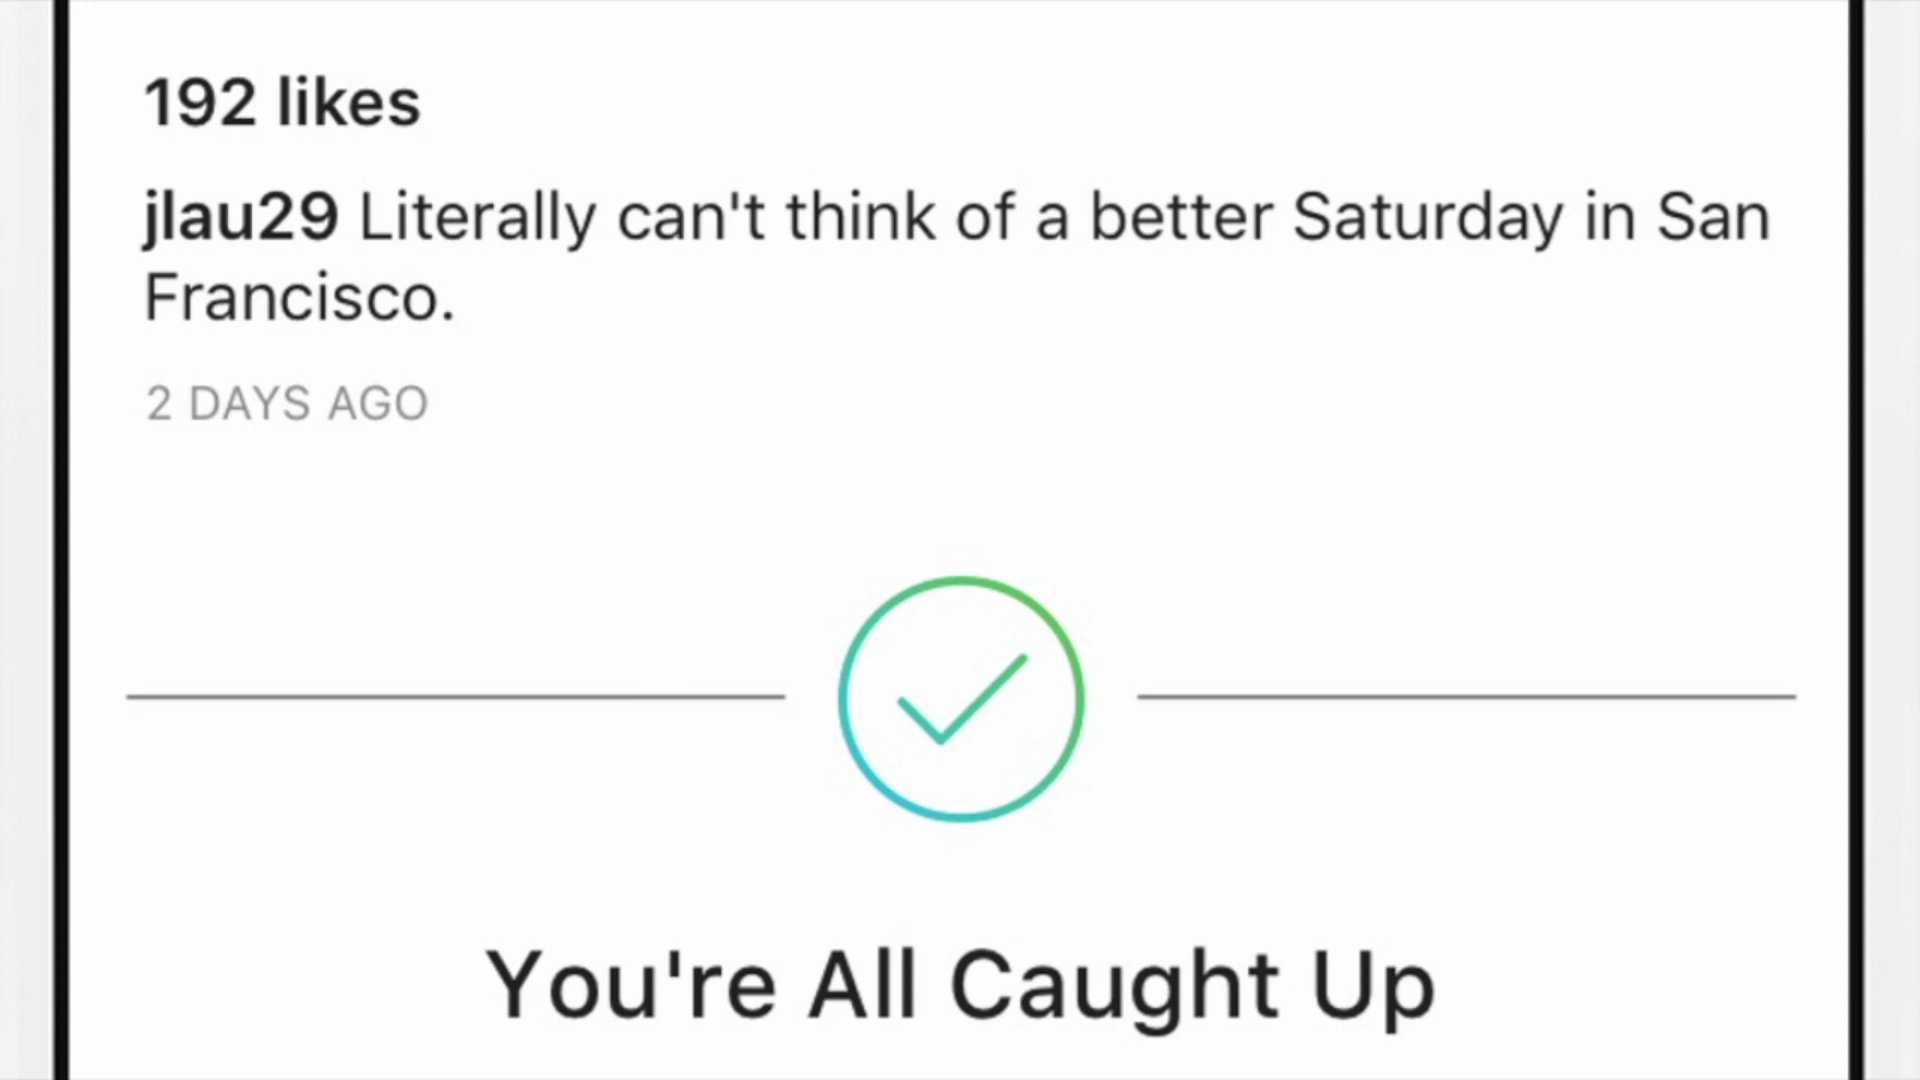 192 likes
jlau29 Literally can't think of a better Saturday in San
Francisco.
2 DAYS AGO
You're All Caught Up